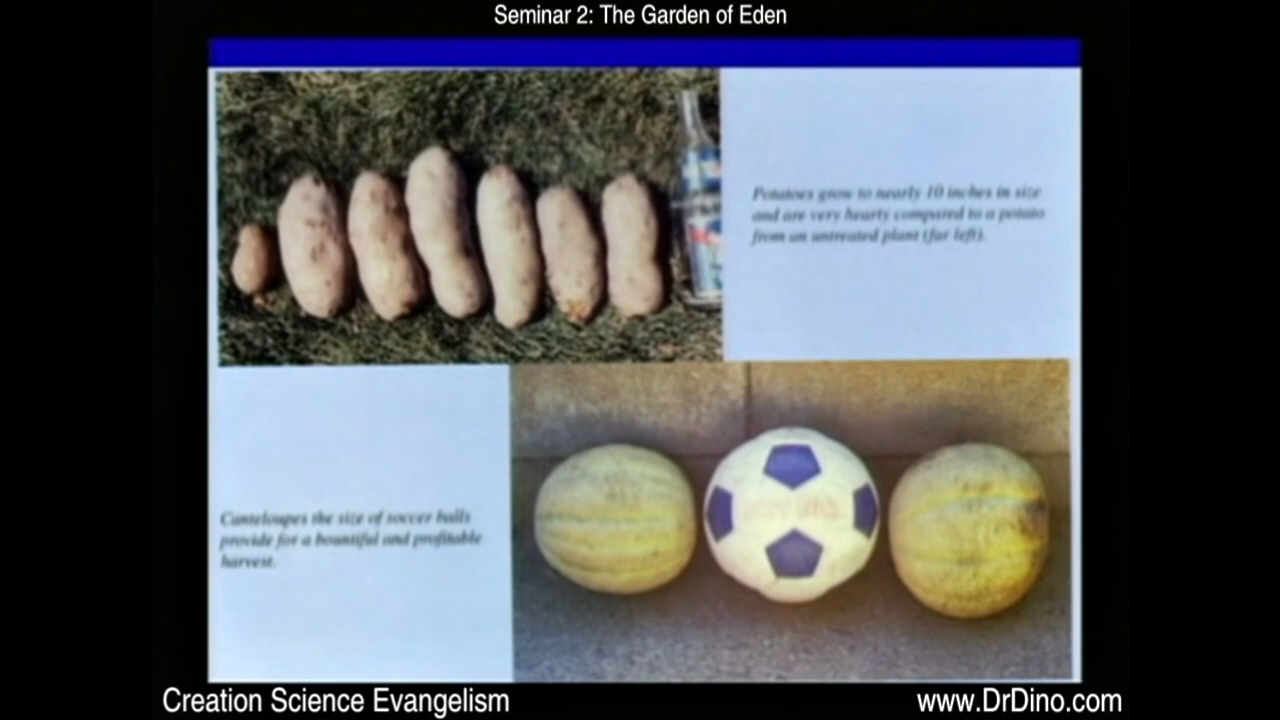 Seminar 2: The Garden of Eden
Potatoes grow to nearly 10 inches in size
and are very hearty compared to a potato
from an untreated plant (far left).
Canteloupes the size of soccer balls
provide for a bountiful and profitable
harvest.
Creation Science Evangelism
www.DrDino.com